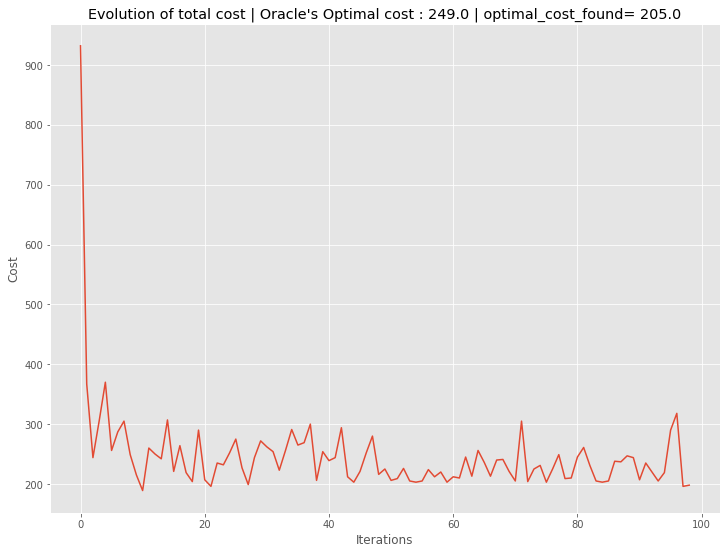 Evolution of total cost | Oracle's Optimal cost : 249.0 | optimal_cost_found= 205.0
900
800
700
600
500
400
300
200
Cost
0 20 40 60 80 100
Iterations